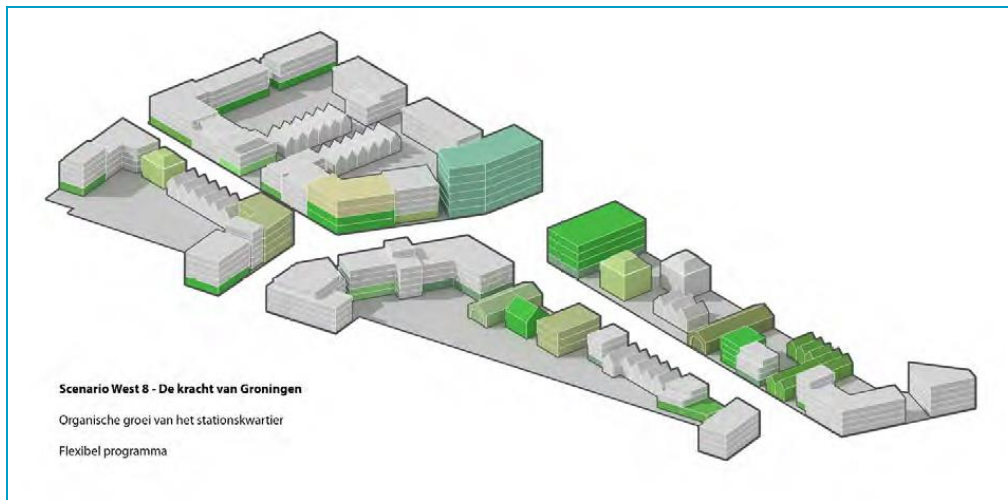 Scenario West 8 - De kracht van Groningen
Organische groei van het stationskwartier
Flexibel programma